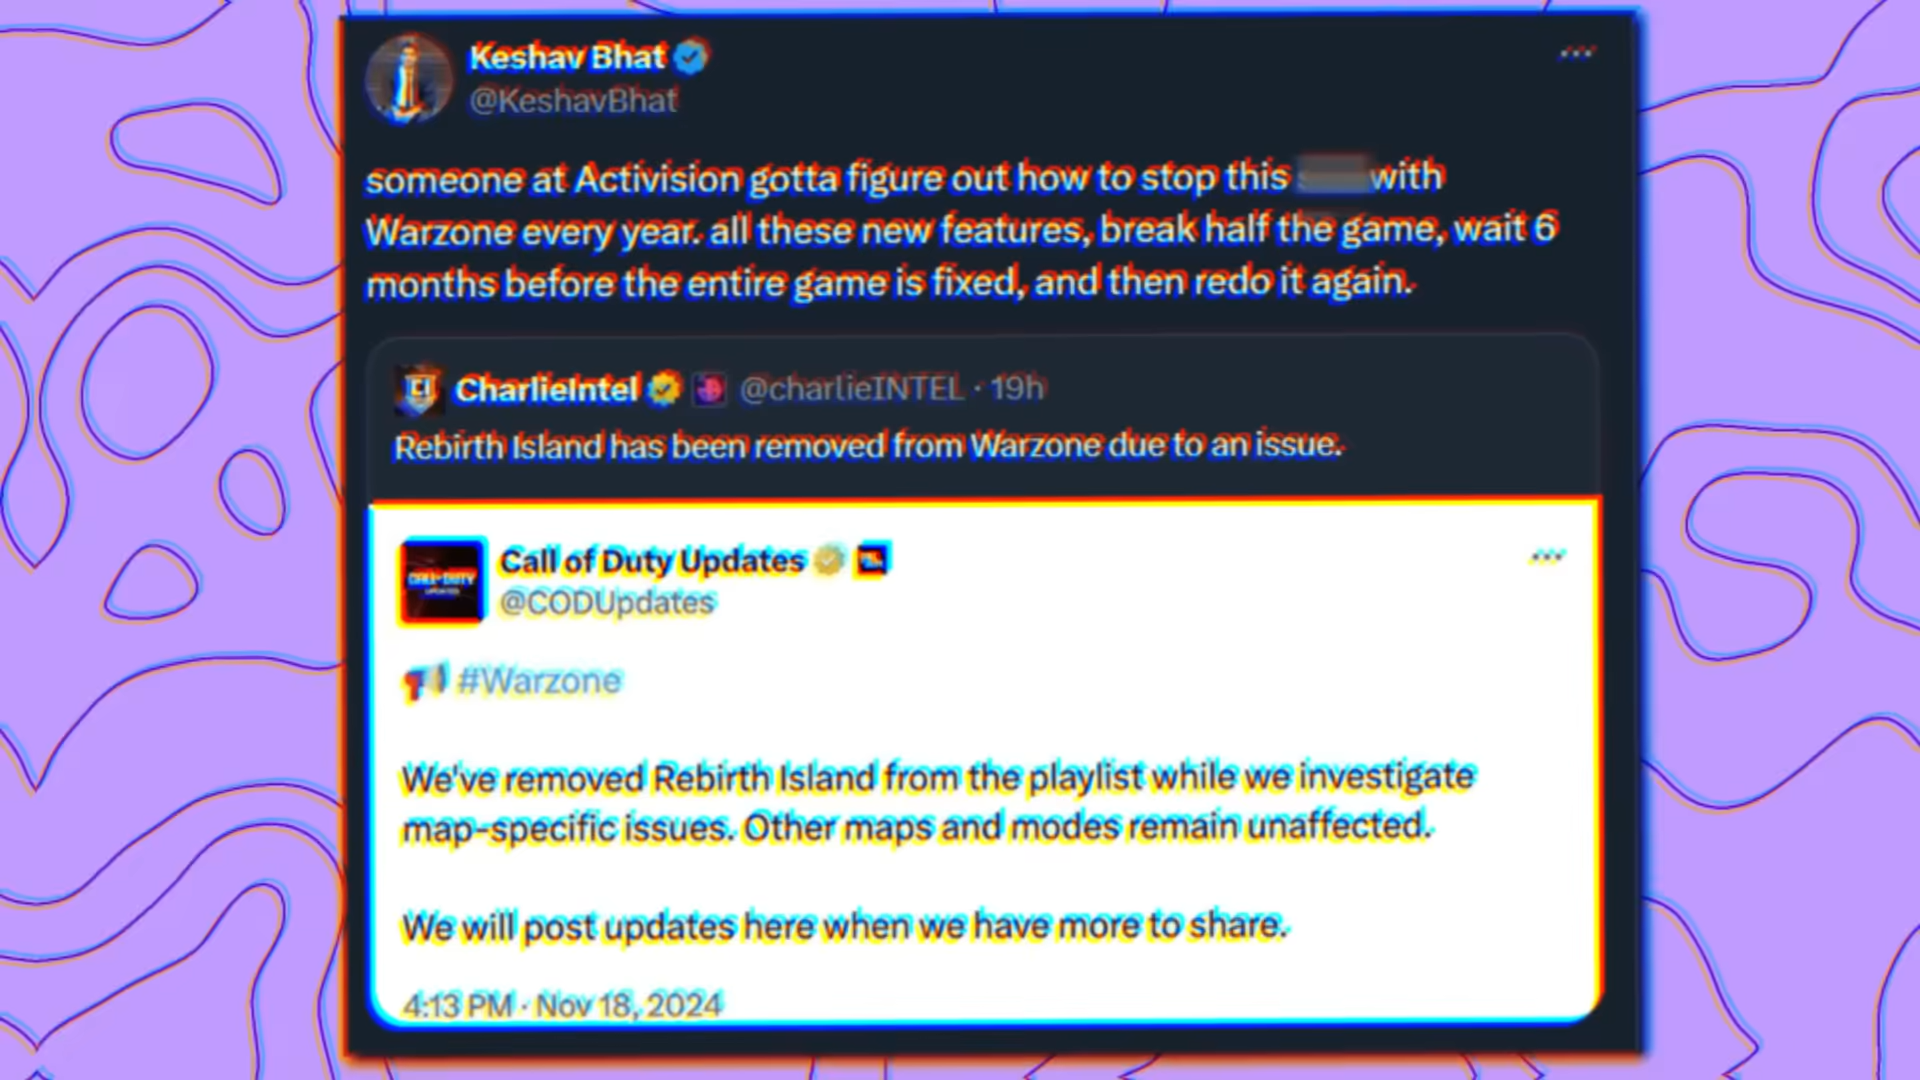 Keshav Bhat
@KeshavBhat
someone at Activision gotta figure out how to stop this with
Warzone every year. all these new features, break half the game, wait 6
months before the entire game is fixed, and then redo it again.
CharlieIntel @charlieINTEL · 19h
Rebirth Island has been removed from Warzone due to an issue.
Call of Duty Updates
@CODUpdates
CALL OF DUTY
UPDATES
#Warzone
We've removed Rebirth Island from the playlist while we investigate
map-specific issues. Other maps and modes remain unaffected.
We will post updates here when we have more to share.
4:13 PM · Nov 18, 2024